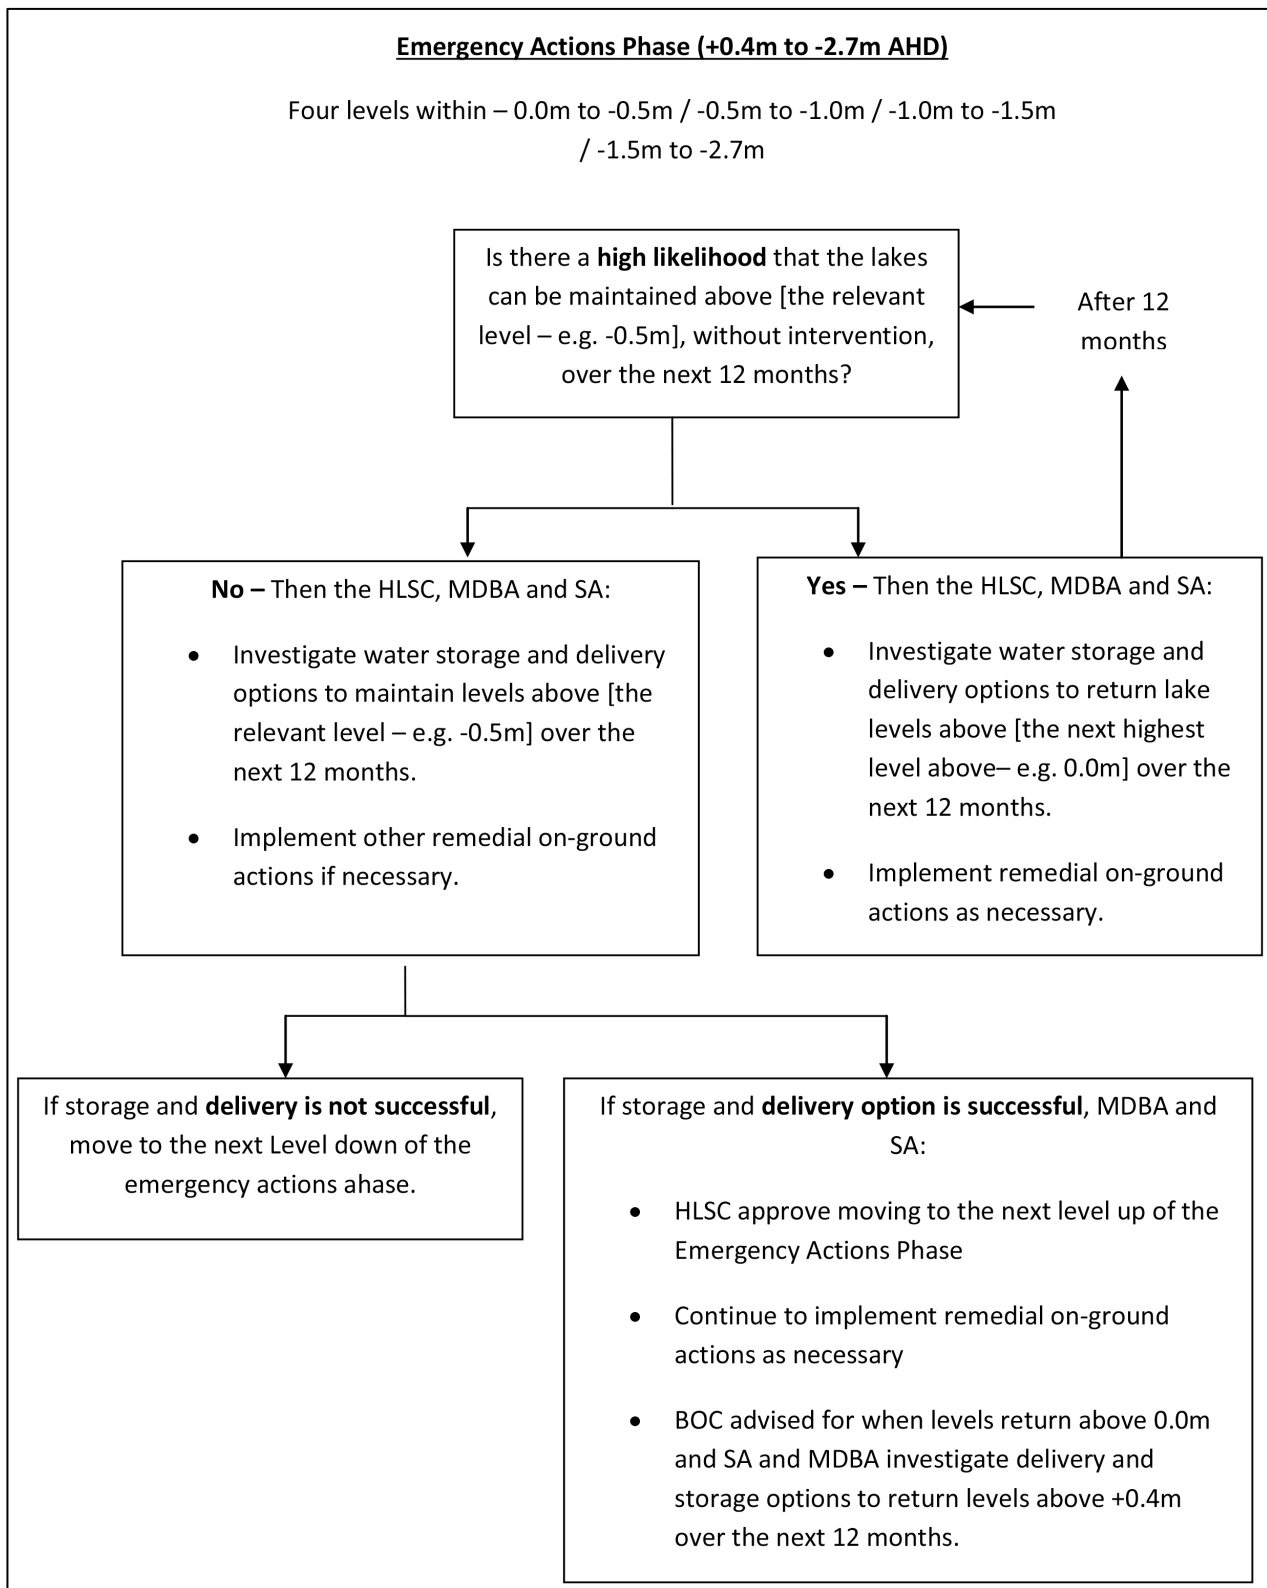 Emergency Actions Phase (+0.4m to -2.7m AHD)
Four levels within – 0.0m to -0.5m / -0.5m to -1.0m / -1.0m to -1.5m
/ -1.5m to -2.7m
Is there a high likelihood that the lakes
can be maintained above [the relevant
level – e.g. -0.5m], without intervention,
over the next 12 months?
After 12
months
No – Then the HLSC, MDBA and SA:
• Investigate water storage and delivery
options to maintain levels above [the
relevant level – e.g. -0.5m] over the
next 12 months.
• Implement other remedial on-ground
actions if necessary.
Yes – Then the HLSC, MDBA and SA:
• Investigate water storage and
delivery options to return lake
levels above [the next highest
level above– e.g. 0.0m] over the
next 12 months.
• Implement remedial on-ground
actions as necessary.
If storage and delivery is not successful,
move to the next Level down of the
emergency actions ahase.
If storage and delivery option is successful, MDBA and
SA:
• HLSC approve moving to the next level up of the
Emergency Actions Phase
• Continue to implement remedial on-ground
actions as necessary
• BOC advised for when levels return above 0.0m
and SA and MDBA investigate delivery and
storage options to return levels above +0.4m
over the next 12 months.